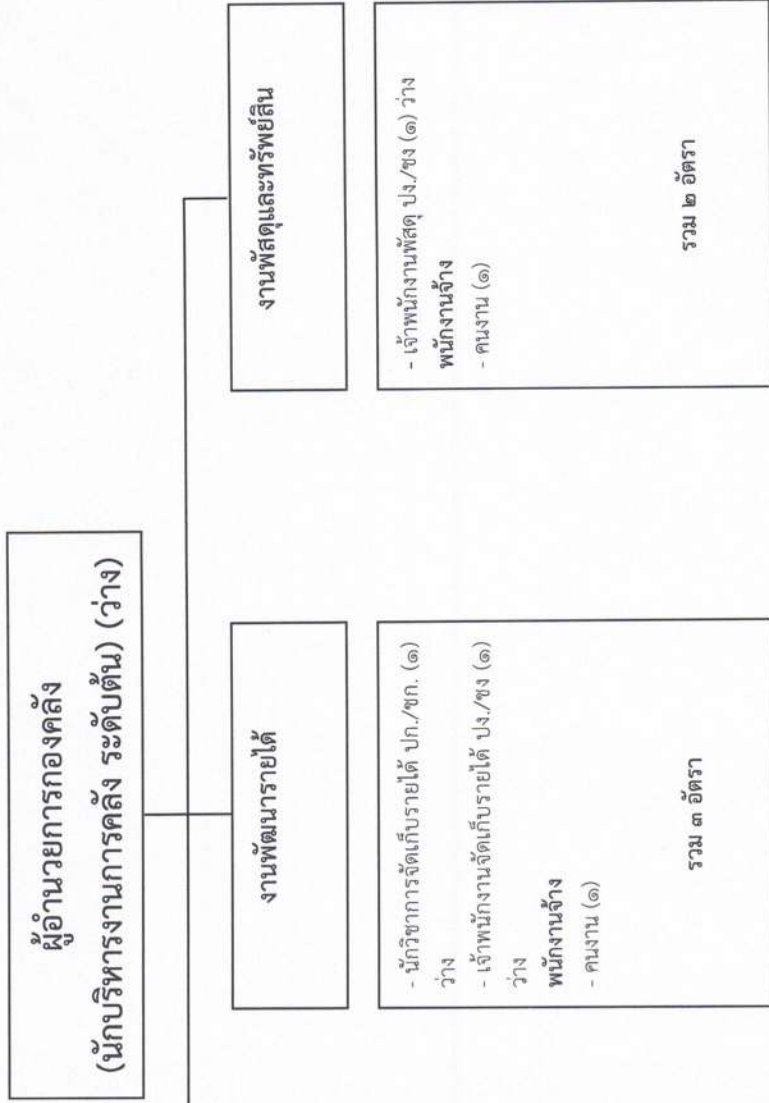 ผู้อำนวยการกองคลัง
(นักบริหารงานการคลัง ระดับต้น) (ว่าง)
งานพัฒนารายได้
- นักวิชาการจัดเก็บรายได้ ปก./ชก. (๑)
ว่าง
- เจ้าพนักงานจัดเก็บรายได้ ปง./ชง (๑)
ว่าง
พนักงานจ้าง
- คนงาน (๑)
รวม ๓ อัตรา
งานพัสดุและทรัพย์สิน
- เจ้าพนักงานพัสดุ ปง./ชง (๑) ว่าง
พนักงานจ้าง
- คนงาน (๑)
รวม ๒ อัตรา